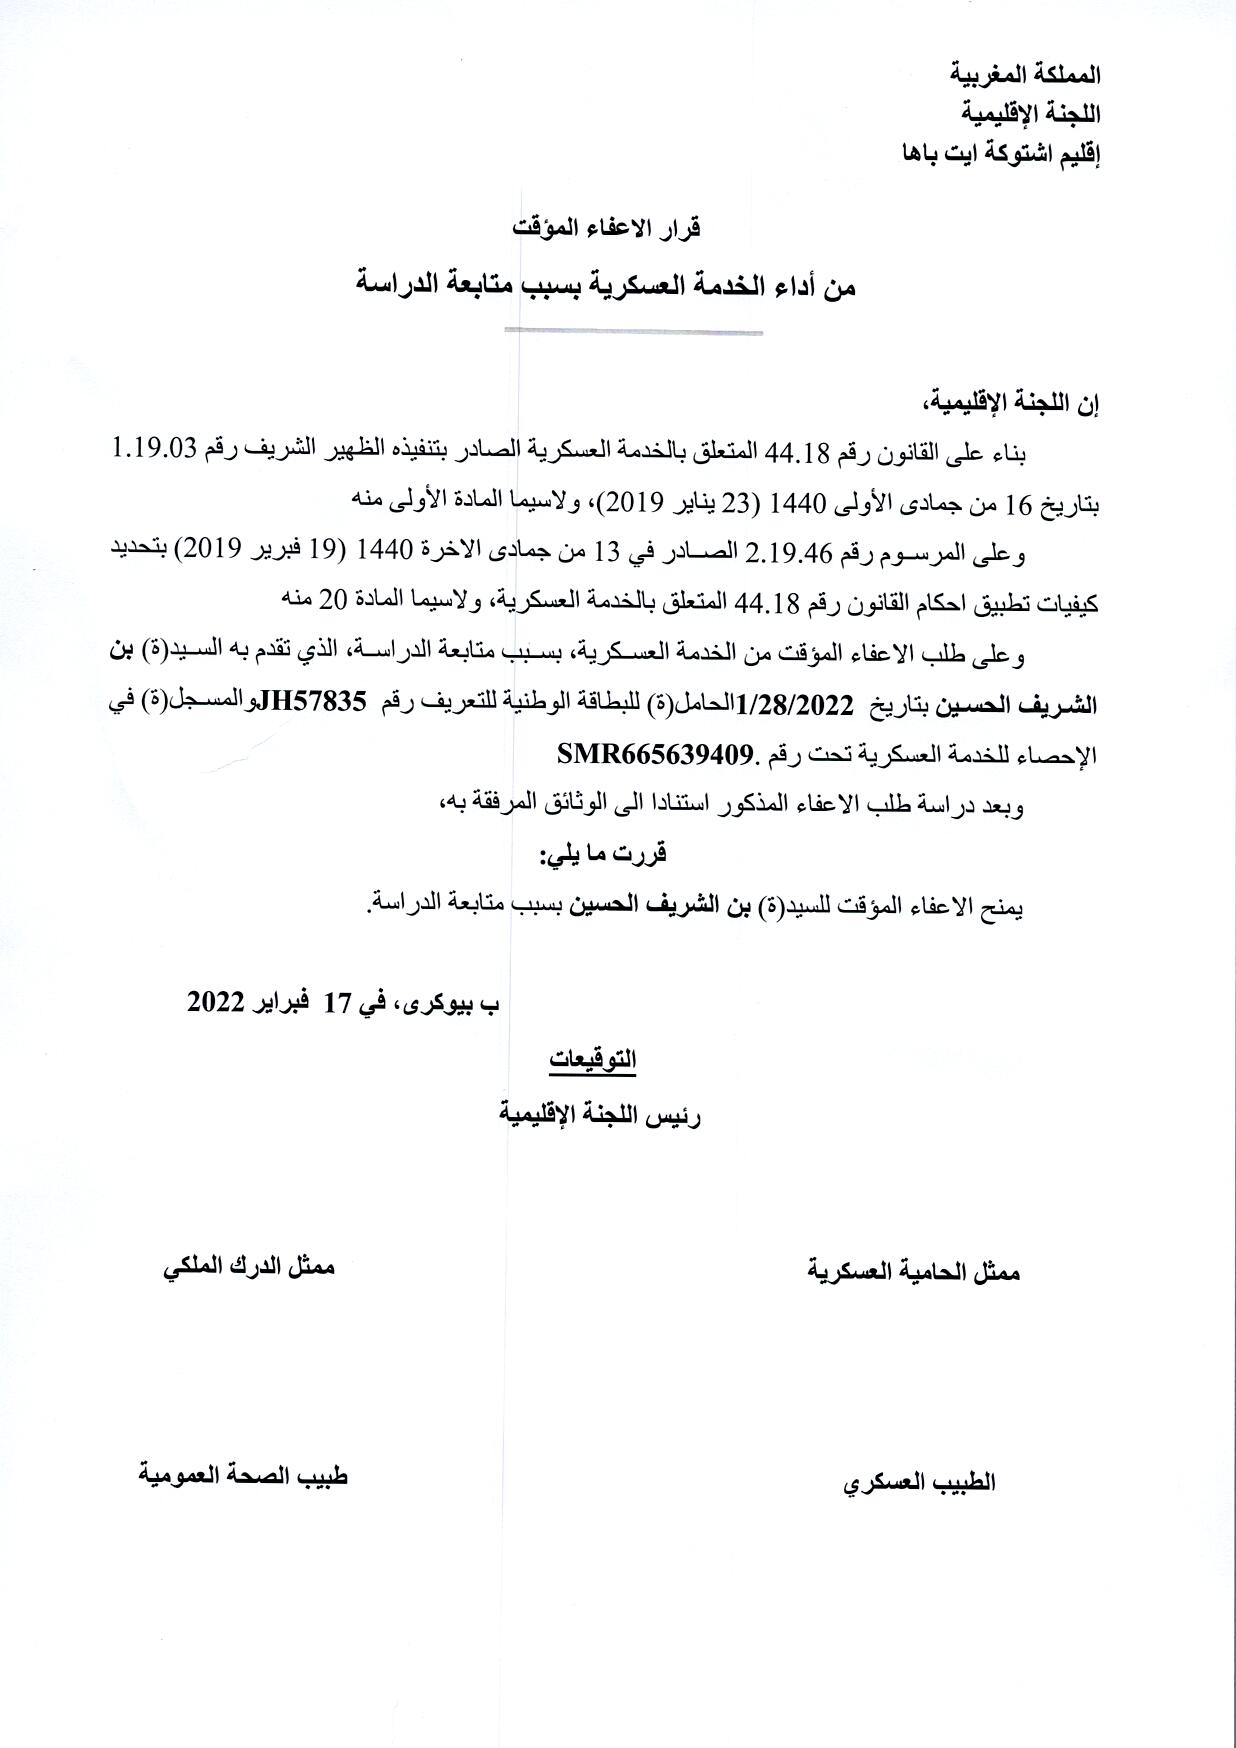 المملكة المغربية
اللجنة الإقليمية
إقليم اشتوكة ايت باها
قرار الاعفاء المؤقت
من أداء الخدمة العسكرية بسبب متابعة الدراسة
إن اللجنة الإقليمية،
بناء على القانون رقم 44.18 المتعلق بالخدمة العسكرية الصادر بتنفيذه الظهير الشريف رقم 1.19.03
بتاريخ 16 من جمادى الأولى 1440 (23 يناير 2019)، ولاسيما المادة الأولى منه
وعلى المرسوم رقم 2.19.46 الصادر في 13 من جمادى الاخرة 1440 (19 فبرير 2019) بتحديد
كيفيات تطبيق احكام القانون رقم 44.18 المتعلق بالخدمة العسكرية، ولاسيما المادة 20 منه
وعلى طلب الاعفاء المؤقت من الخدمة العسكرية، بسبب متابعة الدراسة، الذي تقدم به السيد(ة) بن
الشريف الحسين بتاريخ 1/28/2022الحامل(ة) للبطاقة الوطنية للتعريف رقم JH57835والمسجل(ة) في
الإحصاء للخدمة العسكرية تحت رقم .SMR665639409
وبعد دراسة طلب الاعفاء المذكور استنادا الى الوثائق المرفقة به،
قررت ما يلي:
يمنح الاعفاء المؤقت للسيد(ة) بن الشريف الحسين بسبب متابعة الدراسة.
ب بيوكرى، في 17 فبراير 2022
التوقيعات
رئيس اللجنة الإقليمية
ممثل الحامية العسكرية
ممثل الدرك الملكي
الطبيب العسكري
طبيب الصحة العمومية